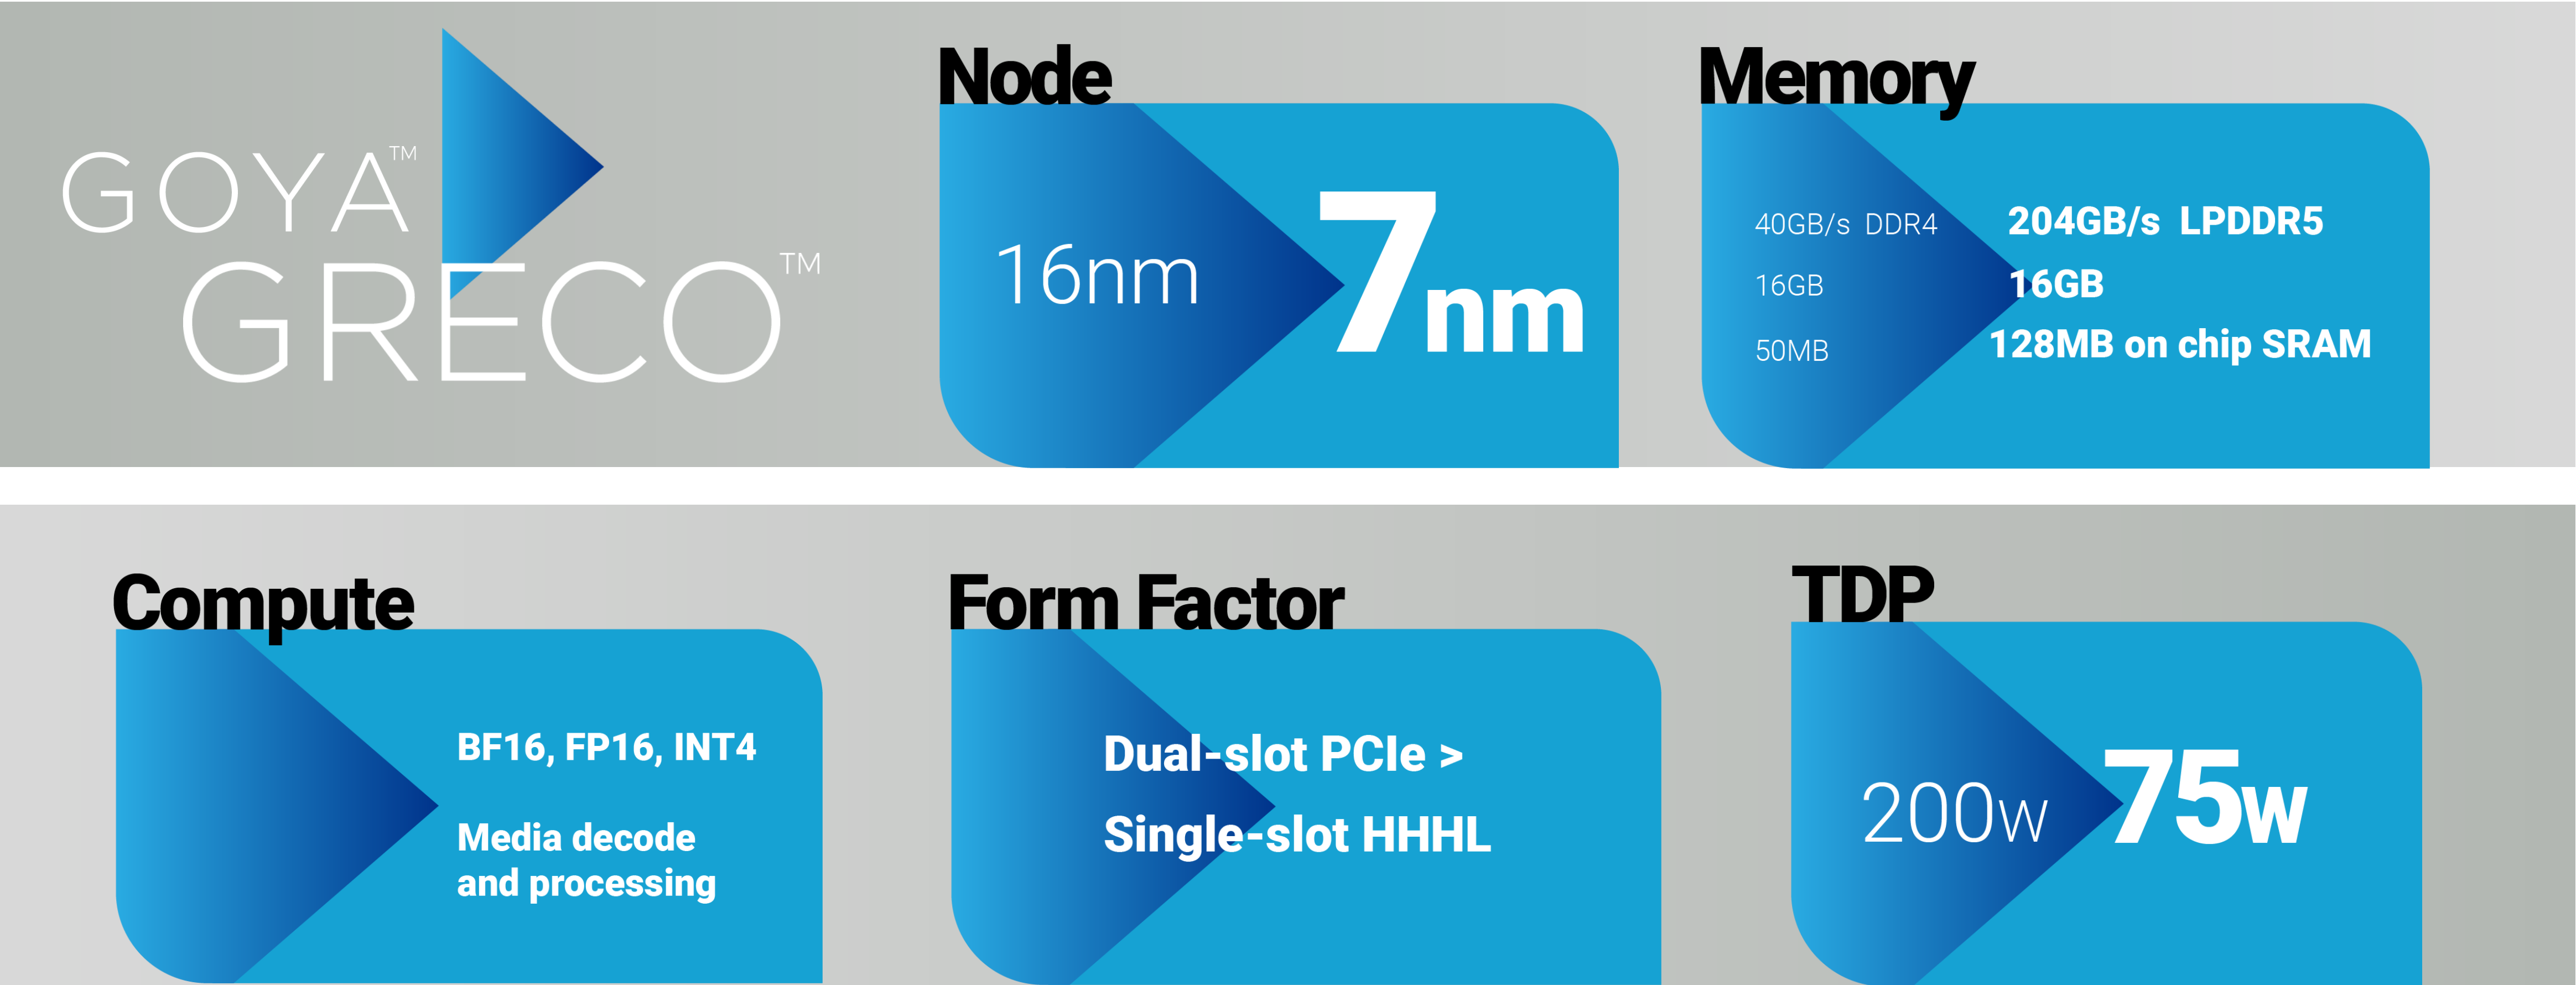 GOYA™
GRECO™
Node
16nm 7nm
Memory
40GB/s DDR4 204GB/s LPDDR5
16GB 16GB
50MB 128MB on chip SRAM
Compute
BF16, FP16, INT4
Media decode
and processing
Form Factor
Dual-slot PCIe >
Single-slot HHHL
TDP
200W 75W